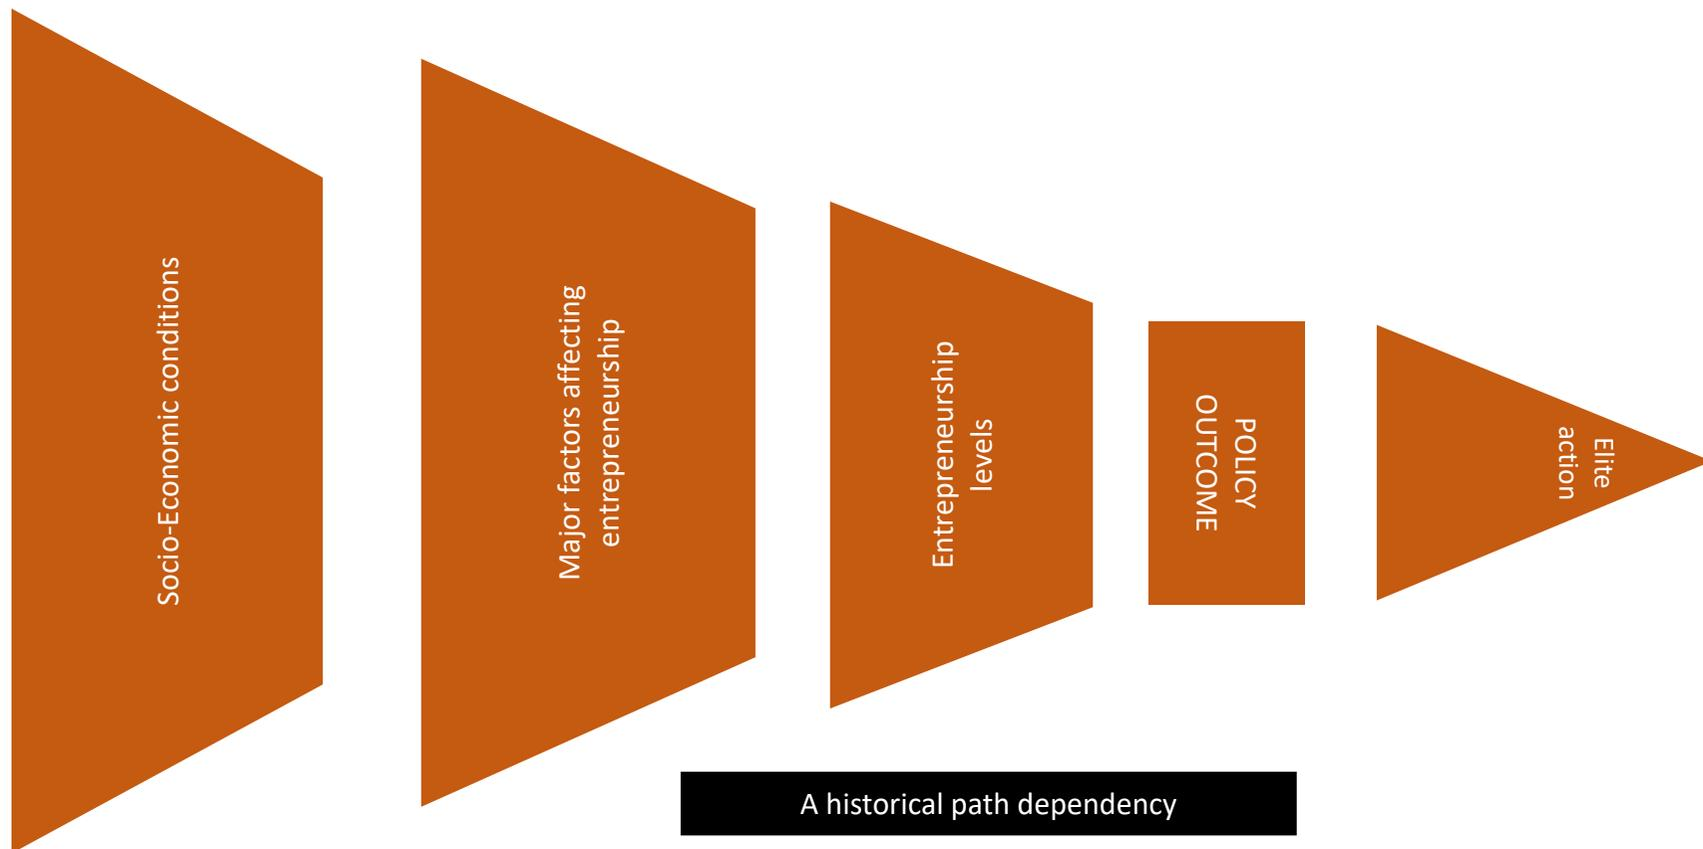 Socio-Economic conditions
Major factors affecting
entrepreneurship
Entrepreneurship
levels
POLICY
OUTCOME
Elite
action
A historical path dependency